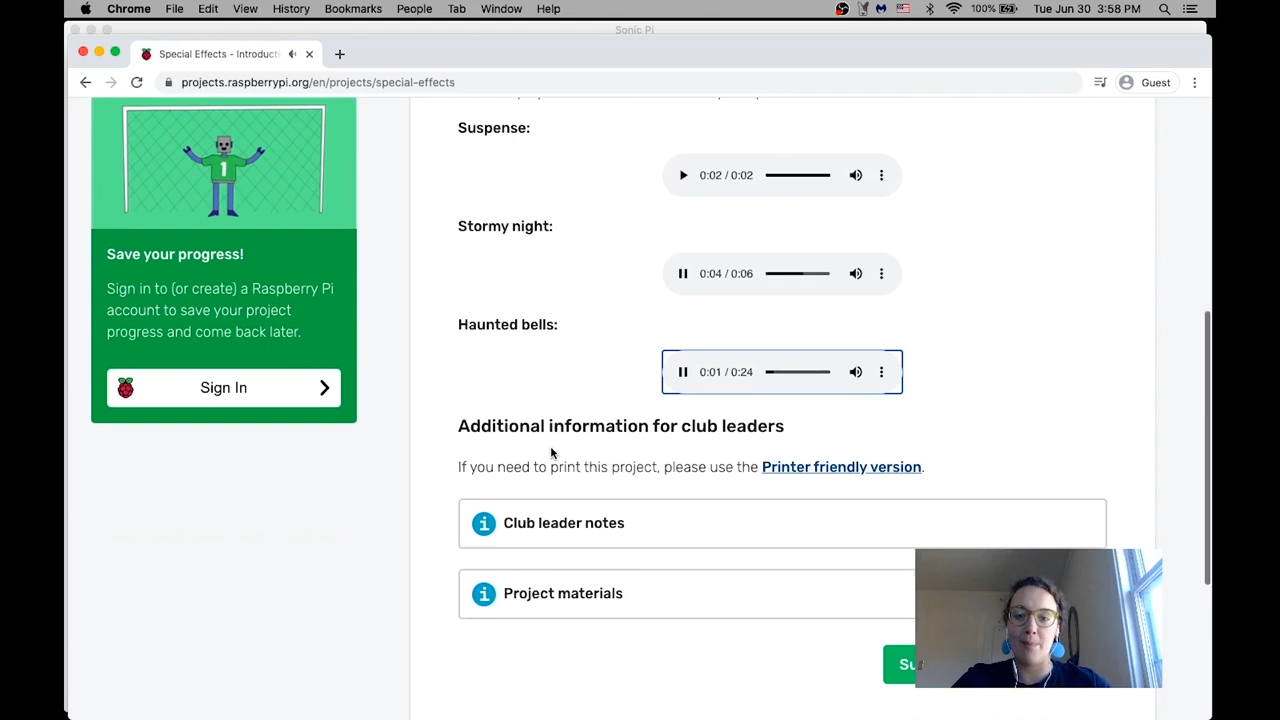 Chrome File Edit View History Bookmarks People Tab Window Help 100% Tue Jun 30 3:58 PM
Sonic Pi
Special Effects - Introducti
projects.raspberrypi.org/en/projects/special-effects Guest
Suspense:
0:02 / 0:02
Stormy night:
0:04 / 0:06
1
Save your progress!
Sign in to (or create) a Raspberry Pi
account to save your project
progress and come back later.
Sign In
Haunted bells:
0:01 / 0:24
Additional information for club leaders
If you need to print this project, please use the Printer friendly version.
i Club leader notes
i Project materials